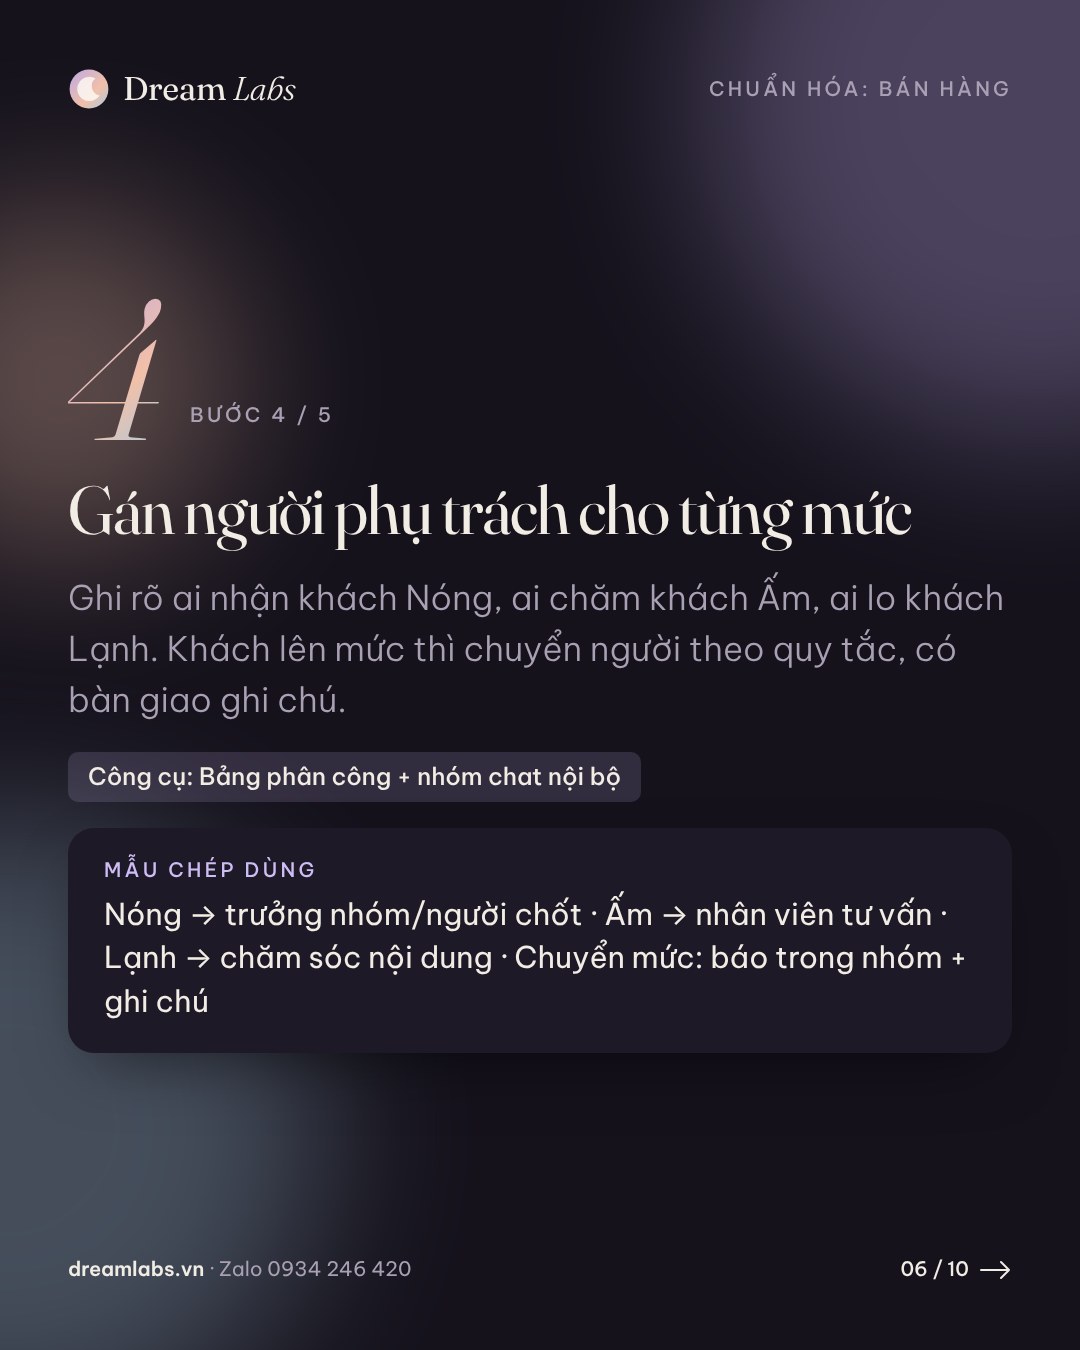 Dream Labs
CHUẨN HÓA: BÁN HÀNG
4
BƯỚC 4 / 5
Gán người phụ trách cho từng mức
Ghi rõ ai nhận khách Nóng, ai chăm khách Ấm, ai lo khách
Lạnh. Khách lên mức thì chuyển người theo quy tắc, có
bàn giao ghi chú.
Công cụ: Bảng phân công + nhóm chat nội bộ
MẪU CHÉP DÙNG
Nóng → trưởng nhóm/người chốt · Ấm → nhân viên tư vấn ·
Lạnh → chăm sóc nội dung · Chuyển mức: báo trong nhóm +
ghi chú
dreamlabs.vn · Zalo 0934 246 420
06 / 10 →